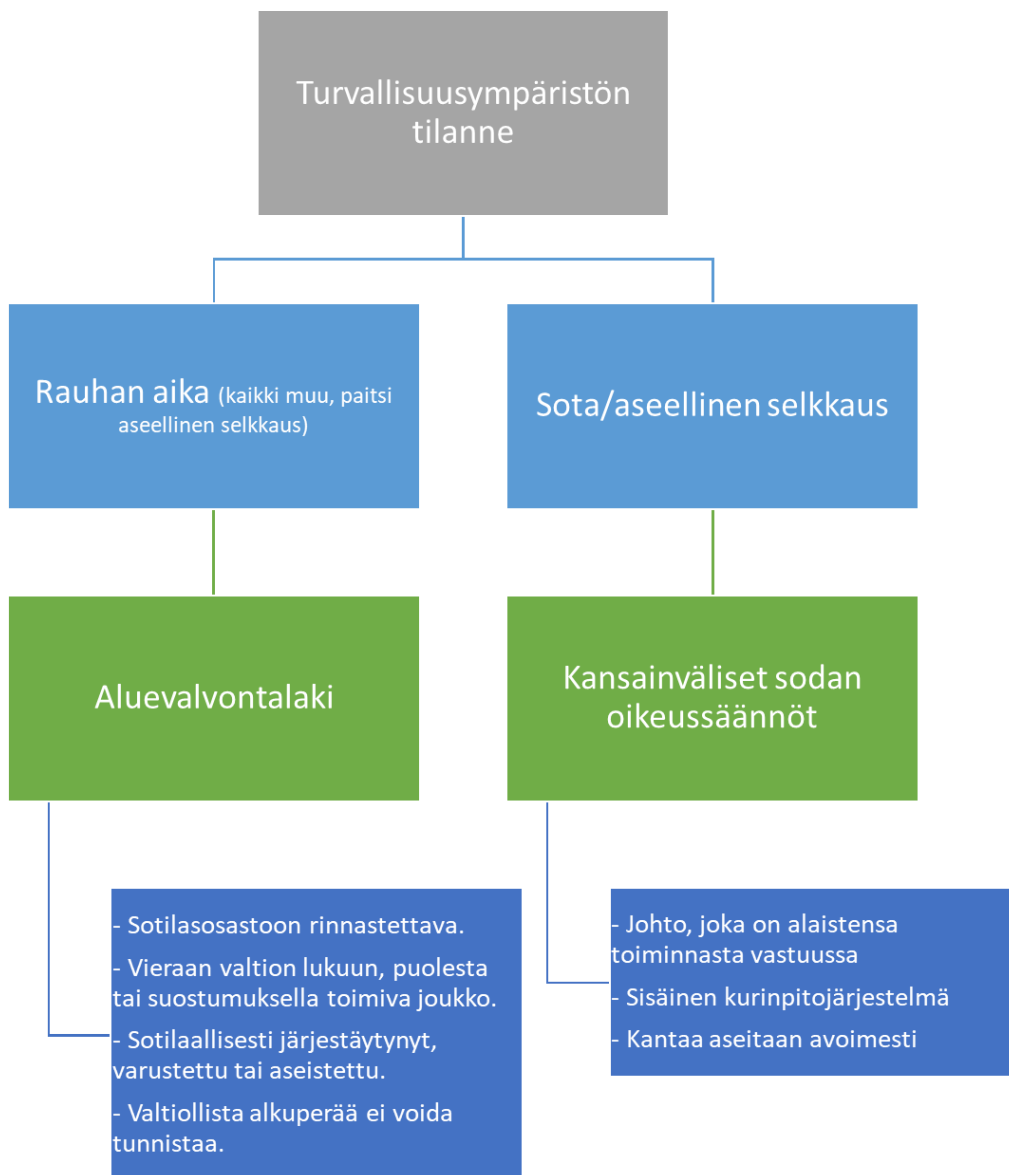 Turvallisuusympäristön
tilanne
Rauhan aika (kaikki muu, paitsi
aseellinen selkkaus)
Sota/aseellinen selkkaus
Aluevalvontalaki
Kansainväliset sodan
oikeussäännöt
- Sotilasosastoon rinnastettava.
- Vieraan valtion lukuun, puolesta
tai suostumuksella toimiva joukko.
- Sotilaallisesti järjestäytynyt,
varustettu tai aseistettu.
- Valtiollista alkuperää ei voida
tunnistaa.
- Johto, joka on alaistensa
toiminnasta vastuussa
- Sisäinen kurinpitojärjestelmä
- Kantaa aseitaan avoimesti